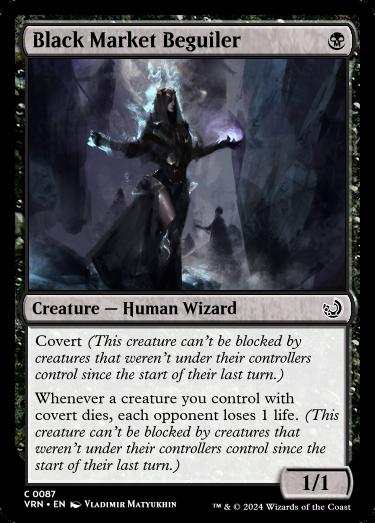 Black Market Beguiler
Creature — Human Wizard
Covert (This creature can't be blocked by
creatures that weren't under their controllers
control since the start of their last turn.)
Whenever a creature you control with
covert dies, each opponent loses 1 life. (This
creature can't be blocked by creatures that
weren't under their controllers control since the
start of their last turn.)
1/1
C 0087
VRN • EN Vladimir Matyukhin
™ & © 2024 Wizards of the Coast